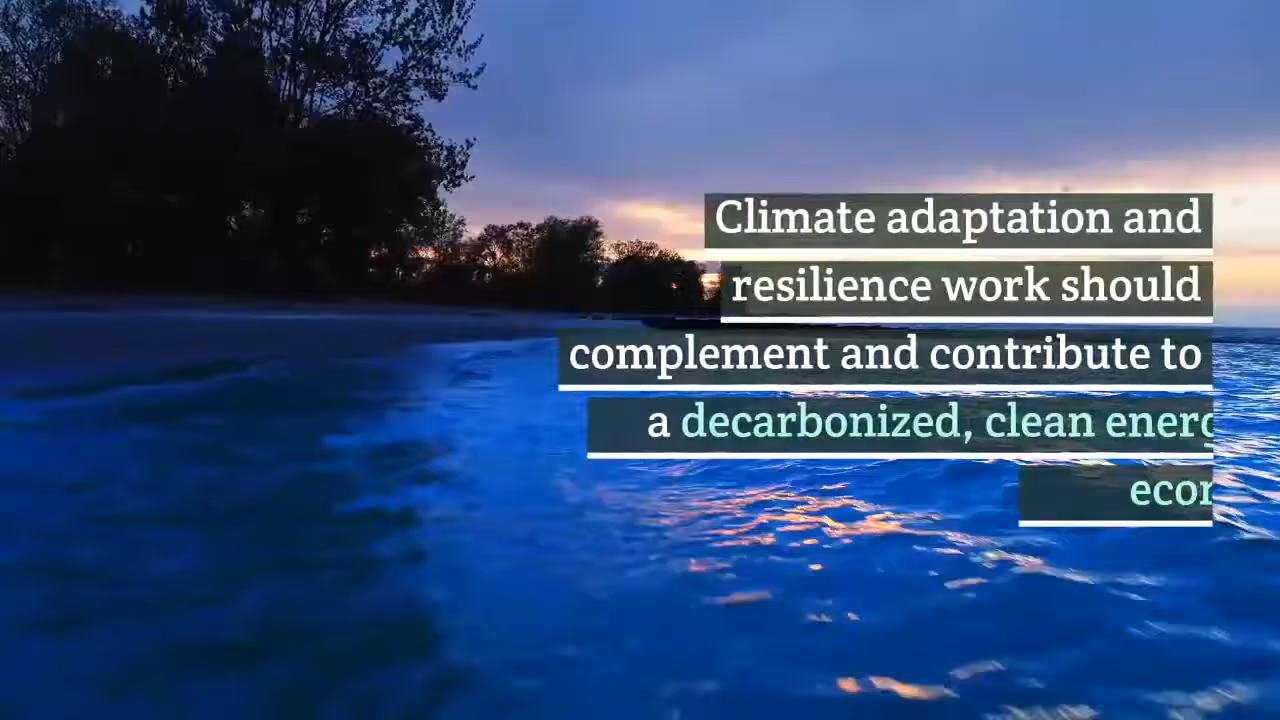 Climate adaptation and
resilience work should
complement and contribute to
a decarbonized, clean